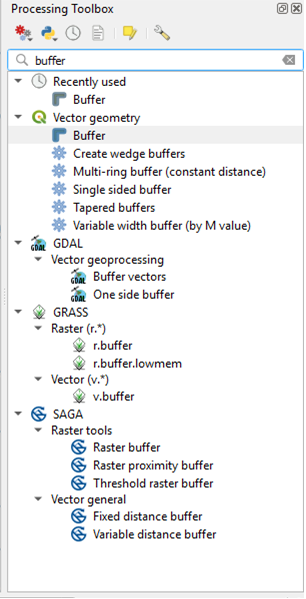 Processing Toolbox
buffer
Recently used
Buffer
Vector geometry
Buffer
Create wedge buffers
Multi-ring buffer (constant distance)
Single sided buffer
Tapered buffers
Variable width buffer (by M value)
GDAL
Vector geoprocessing
GDAL Buffer vectors
GDAL One side buffer
GRASS
Raster (r.*)
r.buffer
r.buffer.lowmem
Vector (v.*)
v.buffer
SAGA
Raster tools
Raster buffer
Raster proximity buffer
Threshold raster buffer
Vector general
Fixed distance buffer
Variable distance buffer